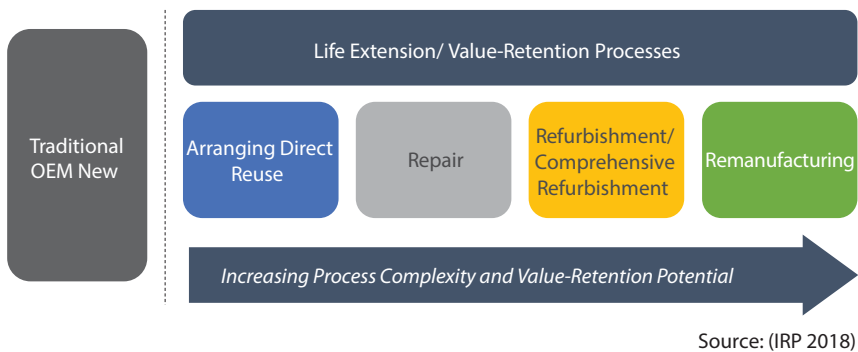 Traditional
OEM New
Life Extension/ Value-Retention Processes
Arranging Direct
Reuse
Repair
Refurbishment/
Comprehensive
Refurbishment
Remanufacturing
Increasing Process Complexity and Value-Retention Potential
Source: (IRP 2018)